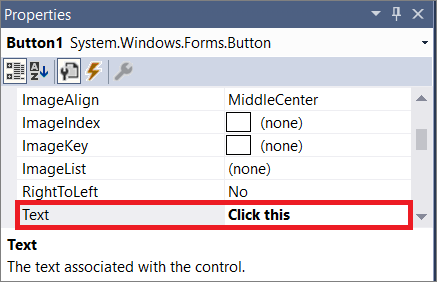 Properties
Button1 System.Windows.Forms.Button
ImageAlign MiddleCenter
ImageIndex (none)
ImageKey (none)
ImageList (none)
RightToLeft No
Text Click this
Text
The text associated with the control.